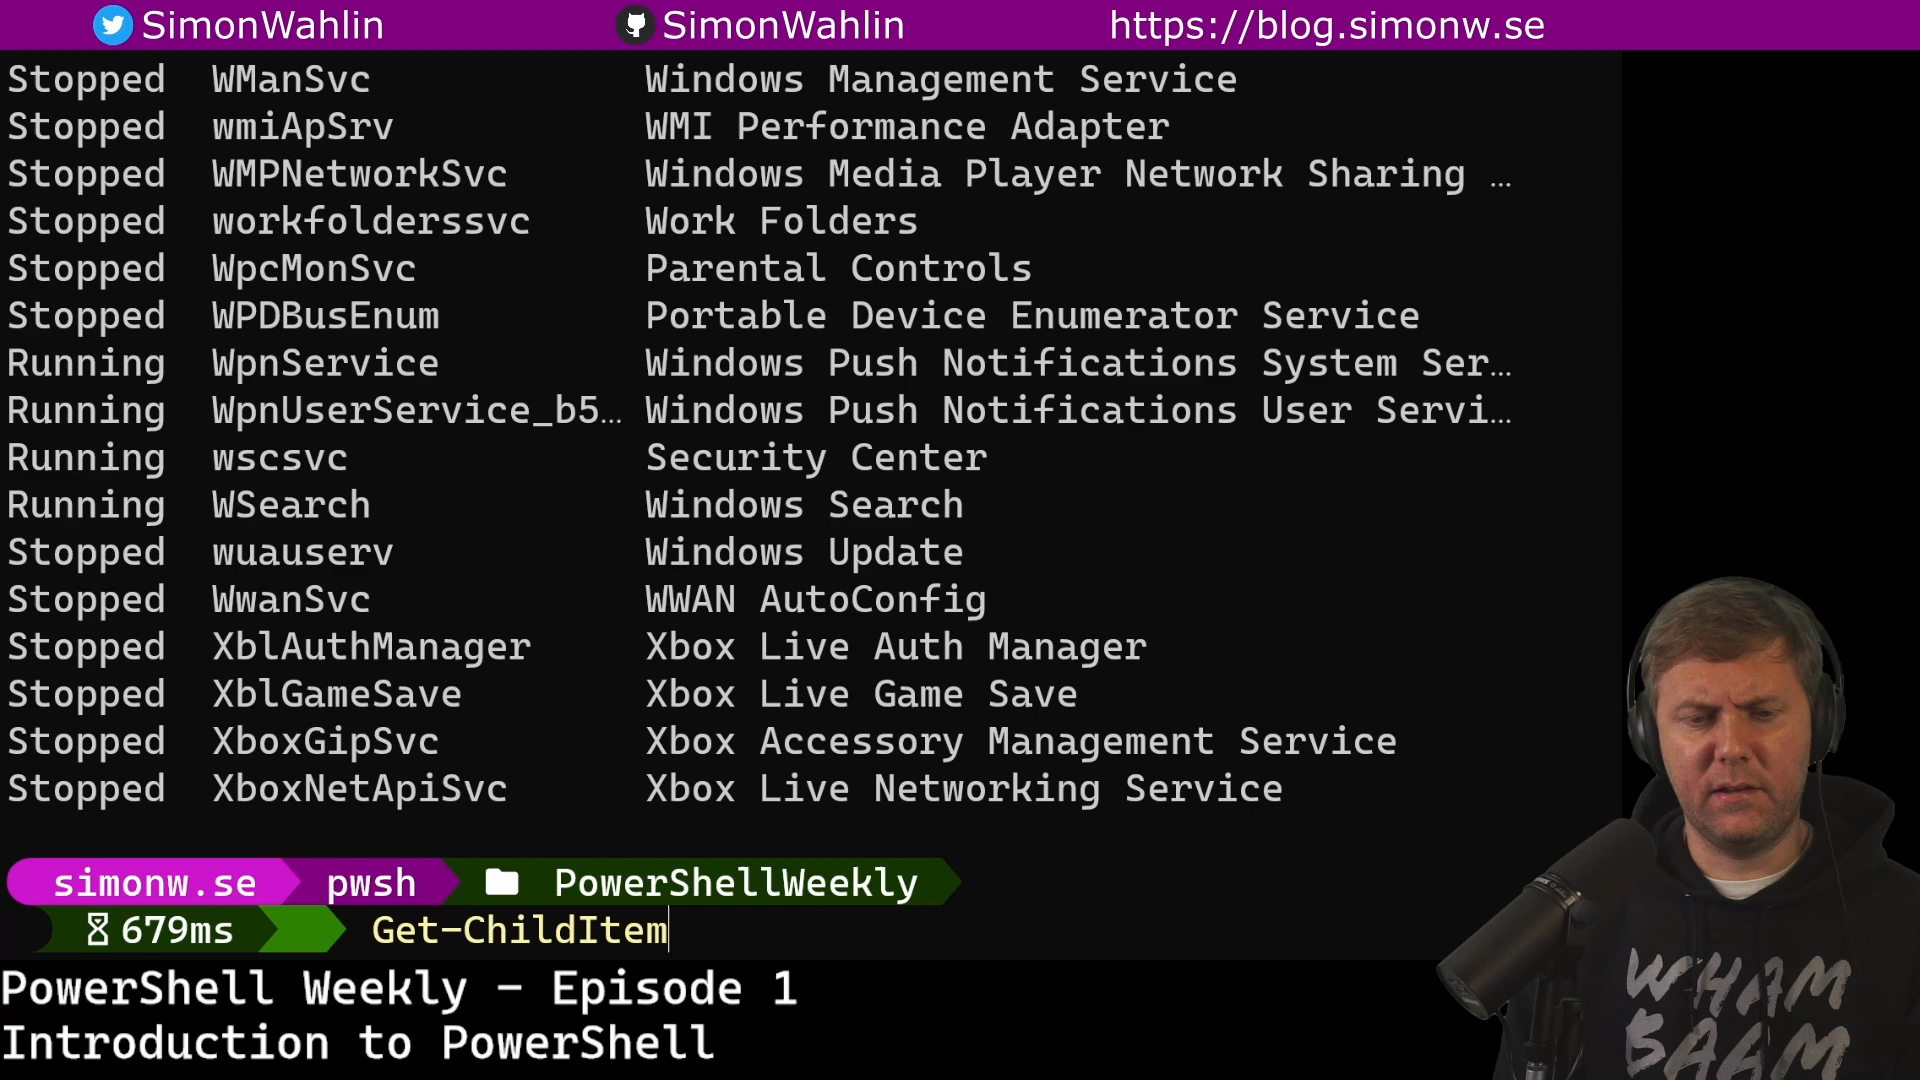 SimonWahlin SimonWahlin https://blog.simonw.se
Stopped WManSvc Windows Management Service
Stopped wmiApSrv WMI Performance Adapter
Stopped WMPNetworkSvc Windows Media Player Network Sharing …
Stopped workfolderssvc Work Folders
Stopped WpcMonSvc Parental Controls
Stopped WPDBusEnum Portable Device Enumerator Service
Running WpnService Windows Push Notifications System Ser…
Running WpnUserService_b5… Windows Push Notifications User Servi…
Running wscsvc Security Center
Running WSearch Windows Search
Stopped wuauserv Windows Update
Stopped WwanSvc WWAN AutoConfig
Stopped XblAuthManager Xbox Live Auth Manager
Stopped XblGameSave Xbox Live Game Save
Stopped XboxGipSvc Xbox Accessory Management Service
Stopped XboxNetApiSvc Xbox Live Networking Service
simonw.se pwsh PowerShellWeekly
679ms Get-ChildItem
PowerShell Weekly - Episode 1
Introduction to PowerShell
WHAM
BAAM